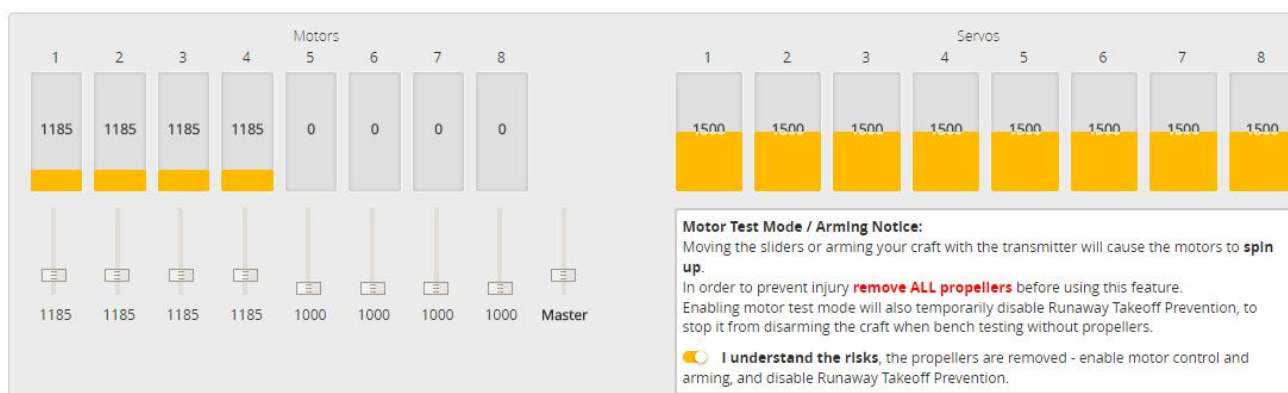 Motors
1 2 3 4 5 6 7 8
1185 1185 1185 1185 0 0 0 0
1185 1185 1185 1185 1000 1000 1000 1000 Master
Servos
1 2 3 4 5 6 7 8
1500 1500 1500 1500 1500 1500 1500 1500
Motor Test Mode / Arming Notice:
Moving the sliders or arming your craft with the transmitter will cause the motors to spin
up.
In order to prevent injury remove ALL propellers before using this feature.
Enabling motor test mode will also temporarily disable Runaway Takeoff Prevention, to
stop it from disarming the craft when bench testing without propellers.
I understand the risks, the propellers are removed - enable motor control and
arming, and disable Runaway Takeoff Prevention.